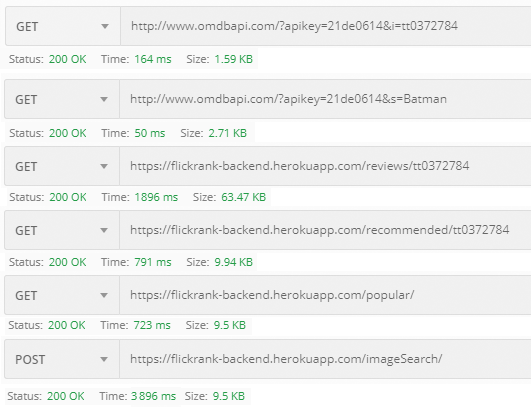 GET http://www.omdbapi.com/?apikey=21de0614&i=tt0372784
Status: 200 OK Time: 164 ms Size: 1.59 KB
GET http://www.omdbapi.com/?apikey=21de0614&s=Batman
Status: 200 OK Time: 50 ms Size: 2.71 KB
GET https://flickrank-backend.herokuapp.com/reviews/tt0372784
Status: 200 OK Time: 1896 ms Size: 63.47 KB
GET https://flickrank-backend.herokuapp.com/recommended/tt0372784
Status: 200 OK Time: 791 ms Size: 9.94 KB
GET https://flickrank-backend.herokuapp.com/popular/
Status: 200 OK Time: 723 ms Size: 9.5 KB
POST https://flickrank-backend.herokuapp.com/imageSearch/
Status: 200 OK Time: 3896 ms Size: 9.5 KB